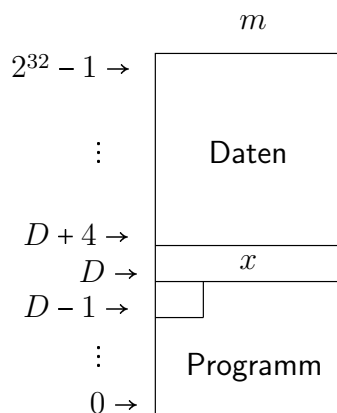 m
2³² − 1 →
⋮ Daten
D + 4 →
D → x
D − 1 →
⋮ Programm
0 →